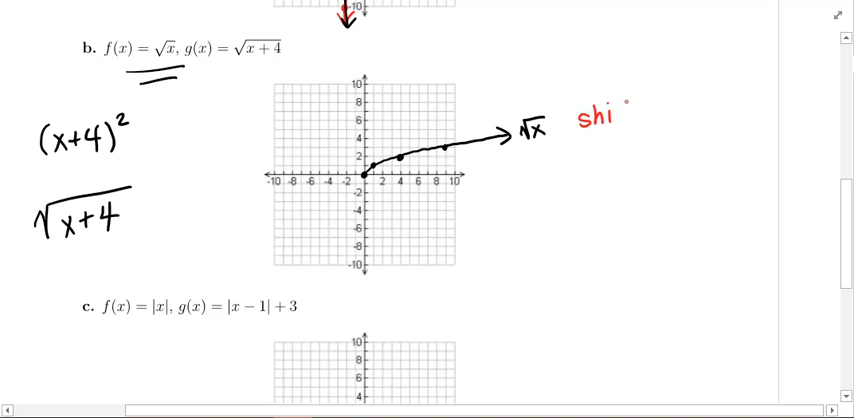 -10
b. f(x) = √x, g(x) = √(x + 4)
(x+4)²
√(x+4)
10
8
6
4
2
-10 -8 -6 -4 -2 2 4 6 8 10
-2
-4
-6
-8
-10
√x
shi
c. f(x) = |x|, g(x) = |x − 1| + 3
10
8
6
4